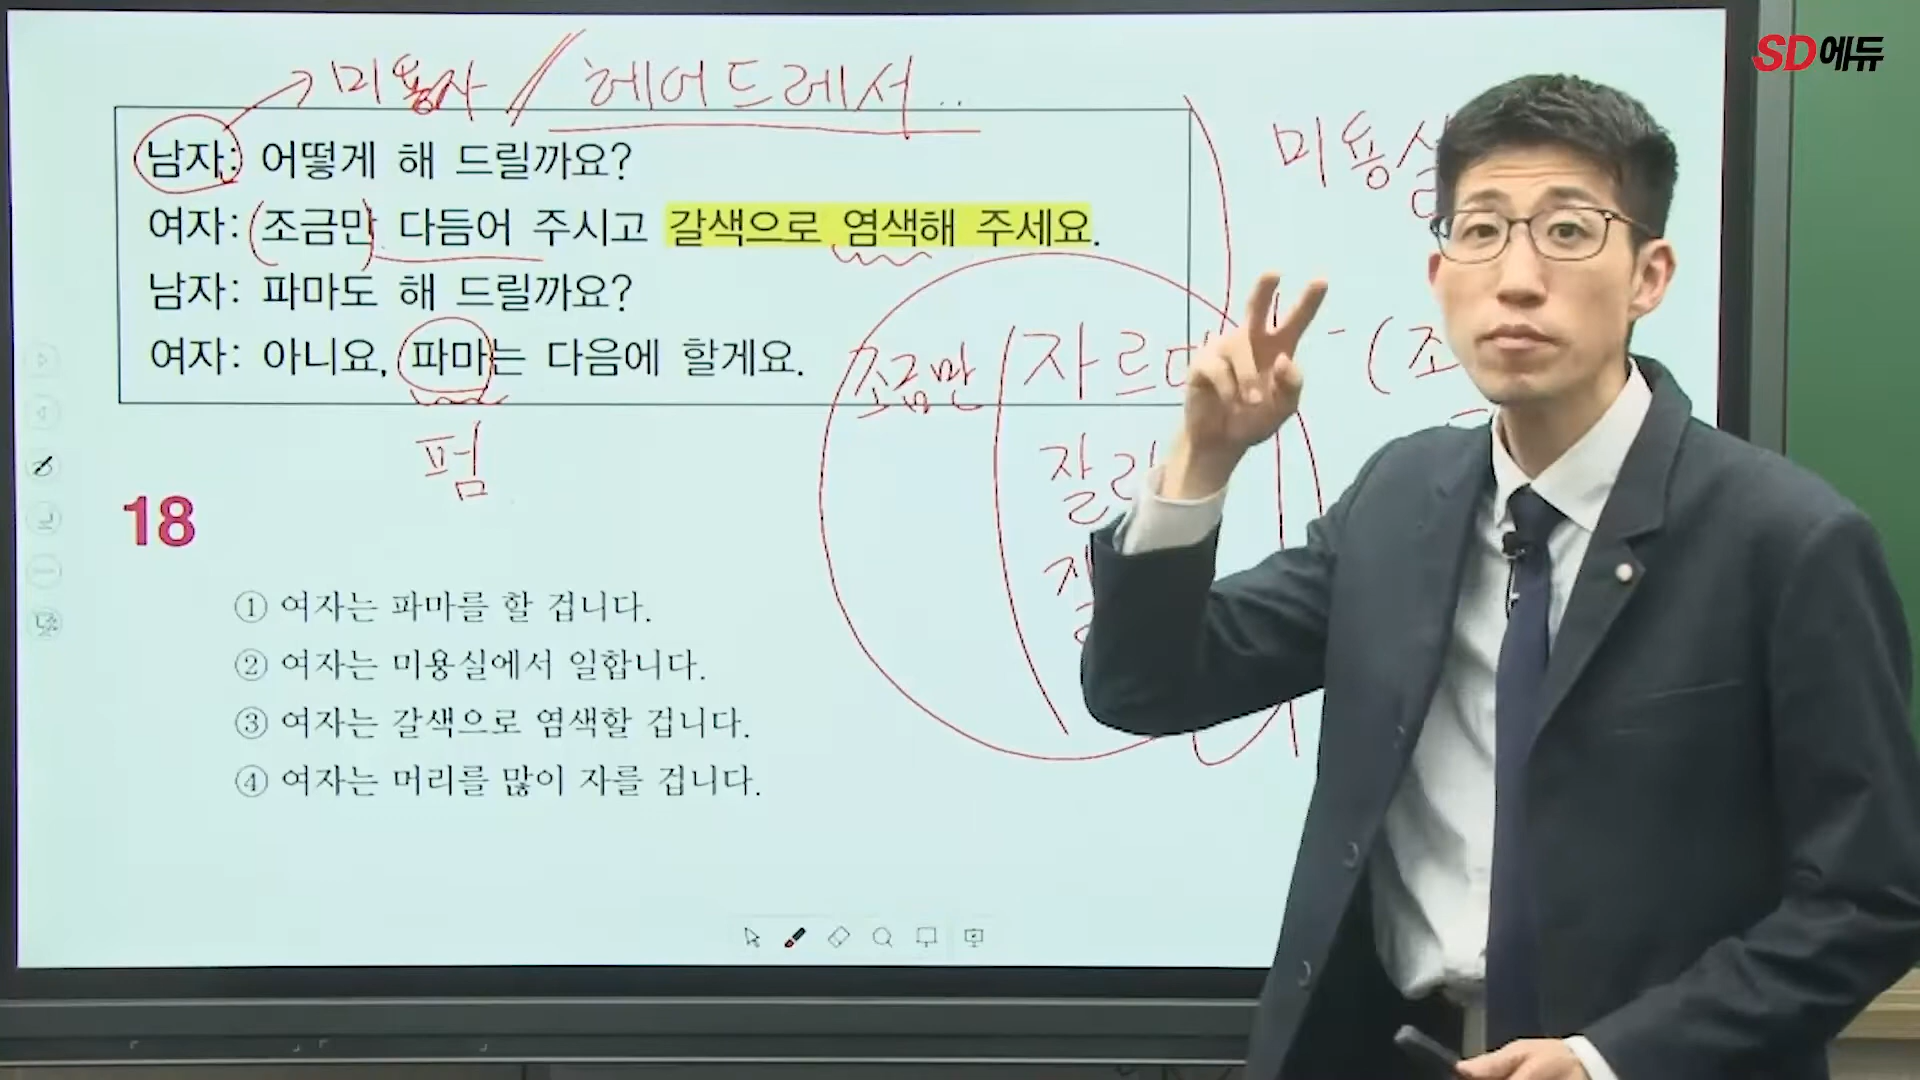 SD에듀
미용사 // 헤어드레서..
남자: 어떻게 해 드릴까요?
여자: (조금만) 다듬어 주시고 갈색으로 염색해 주세요.
남자: 파마도 해 드릴까요?
여자: 아니요, 파마는 다음에 할게요.
펌
미용실
조금만
자르다
18
① 여자는 파마를 할 겁니다.
② 여자는 미용실에서 일합니다.
③ 여자는 갈색으로 염색할 겁니다.
④ 여자는 머리를 많이 자를 겁니다.